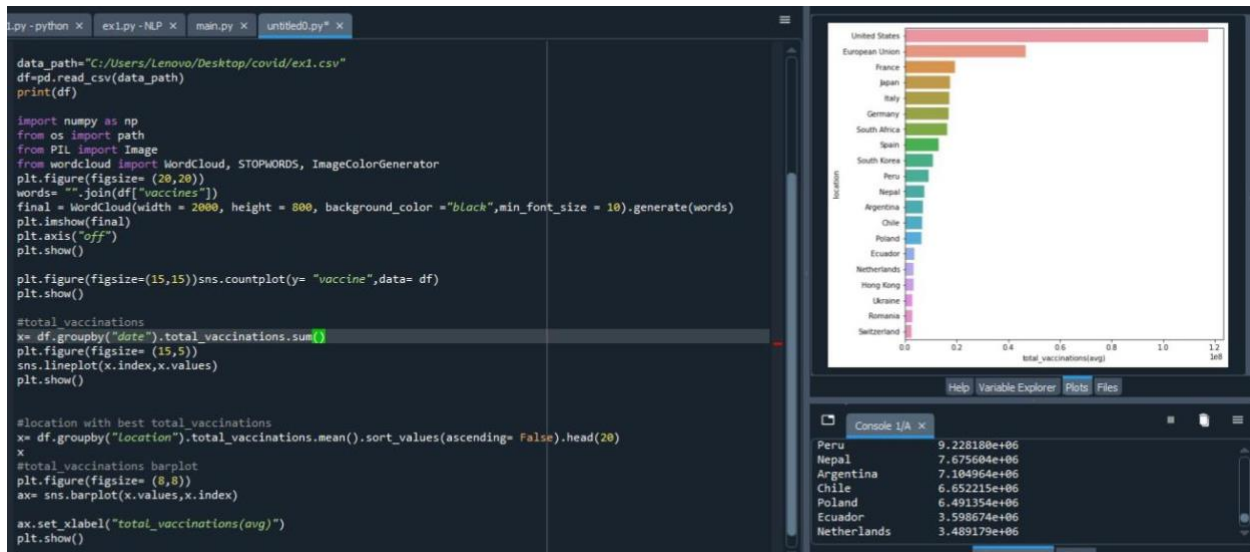 1.py - python × ex1.py - NLP × main.py × untitled0.py* ×
data_path="C:/Users/Lenovo/Desktop/covid/ex1.csv"
df=pd.read_csv(data_path)
print(df)
import numpy as np
from os import path
from PIL import Image
from wordcloud import WordCloud, STOPWORDS, ImageColorGenerator
plt.figure(figsize= (20,20))
words= "".join(df["vaccines"])
final = WordCloud(width = 2000, height = 800, background_color ="black",min_font_size = 10).generate(words)
plt.imshow(final)
plt.axis("off")
plt.show()
plt.figure(figsize=(15,15))sns.countplot(y= "vaccine",data= df)
plt.show()
#total_vaccinations
x= df.groupby("date").total_vaccinations.sum()
plt.figure(figsize= (15,5))
sns.lineplot(x.index,x.values)
plt.show()
#location with best total_vaccinations
x= df.groupby("location").total_vaccinations.mean().sort_values(ascending= False).head(20)
x
#total_vaccinations barplot
plt.figure(figsize= (8,8))
ax= sns.barplot(x.values,x.index)
ax.set_xlabel("total_vaccinations(avg)")
plt.show()
United States
European Union
France
Japan
Italy
Germany
South Africa
Spain
South Korea
Peru
Nepal
Argentina
Chile
Poland
Ecuador
Netherlands
Hong Kong
Ukraine
Romania
Switzerland
location
0.0 0.2 0.4 0.6 0.8 1.0 1.2
total_vaccinations(avg)
1e8
Help Variable Explorer Plots Files
Console 1/A ×
Peru 9.228180e+06
Nepal 7.675604e+06
Argentina 7.104964e+06
Chile 6.652215e+06
Poland 6.491354e+06
Ecuador 3.598674e+06
Netherlands 3.489179e+06